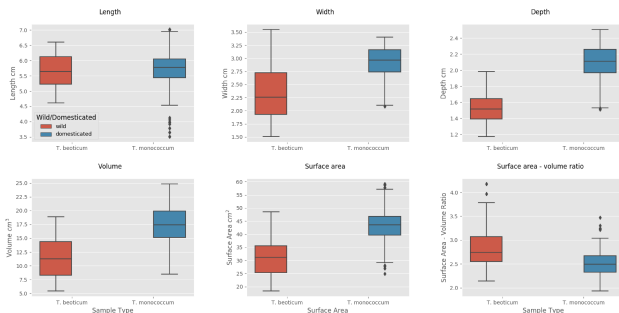 Length
Width
Depth
Length cm
7.0
6.5
6.0
5.5
5.0
4.5
4.0
3.5
Wild/Domesticated
wild
domesticated
T. beoticum
T. monococcum
Width cm
3.50
3.25
3.00
2.75
2.50
2.25
2.00
1.75
1.50
T. beoticum
T. monococcum
Depth cm
2.4
2.2
2.0
1.8
1.6
1.4
1.2
T. beoticum
T. monococcum
Volume
Surface area
Surface area - volume ratio
Volume cm³
25.0
22.5
20.0
17.5
15.0
12.5
10.0
7.5
5.0
T. beoticum
T. monococcum
Sample Type
Surface Area cm²
60
55
50
45
40
35
30
25
20
T. beoticum
T. monococcum
Surface Area
Surface Area - Volume Ratio
4.0
3.5
3.0
2.5
2.0
T. beoticum
T. monococcum
Sample Type